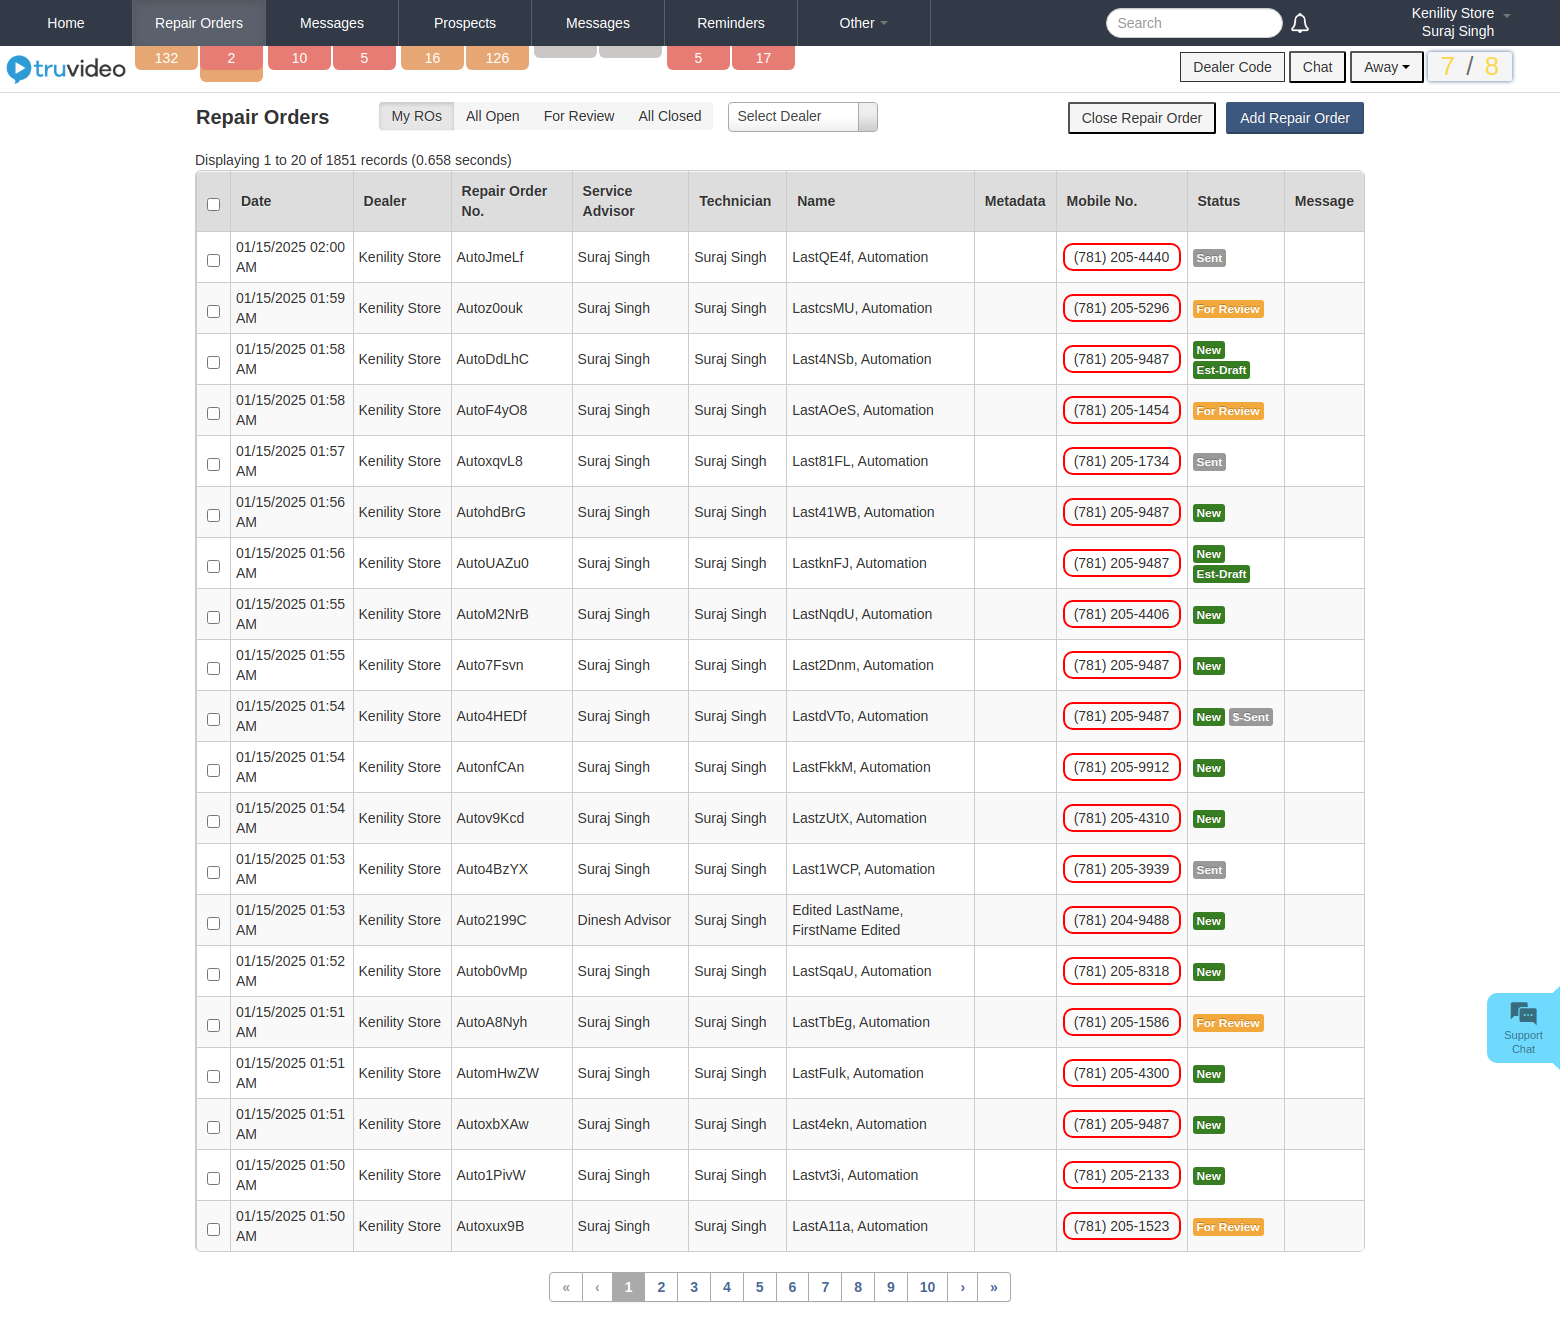 Home Repair Orders Messages Prospects Messages Reminders Other Search Kenility Store
Suraj Singh
truvideo 132 2 10 5 16 126 5 17 Dealer Code Chat Away 7 / 8
Repair Orders My ROs All Open For Review All Closed Select Dealer Close Repair Order Add Repair Order
Displaying 1 to 20 of 1851 records (0.658 seconds)
Date Dealer Repair Order No. Service Advisor Technician Name Metadata Mobile No. Status Message
01/15/2025 02:00 AM Kenility Store AutoJmeLf Suraj Singh Suraj Singh LastQE4f, Automation (781) 205-4440 Sent
01/15/2025 01:59 AM Kenility Store Autoz0ouk Suraj Singh Suraj Singh LastcsMU, Automation (781) 205-5296 For Review
01/15/2025 01:58 AM Kenility Store AutoDdLhC Suraj Singh Suraj Singh Last4NSb, Automation (781) 205-9487 New Est-Draft
01/15/2025 01:58 AM Kenility Store AutoF4yO8 Suraj Singh Suraj Singh LastAOeS, Automation (781) 205-1454 For Review
01/15/2025 01:57 AM Kenility Store AutoxqvL8 Suraj Singh Suraj Singh Last81FL, Automation (781) 205-1734 Sent
01/15/2025 01:56 AM Kenility Store AutohdBrG Suraj Singh Suraj Singh Last41WB, Automation (781) 205-9487 New
01/15/2025 01:56 AM Kenility Store AutoUAZu0 Suraj Singh Suraj Singh LastknFJ, Automation (781) 205-9487 New Est-Draft
01/15/2025 01:55 AM Kenility Store AutoM2NrB Suraj Singh Suraj Singh LastNqdU, Automation (781) 205-4406 New
01/15/2025 01:55 AM Kenility Store Auto7Fsvn Suraj Singh Suraj Singh Last2Dnm, Automation (781) 205-9487 New
01/15/2025 01:54 AM Kenility Store Auto4HEDf Suraj Singh Suraj Singh LastdVTo, Automation (781) 205-9487 New $-Sent
01/15/2025 01:54 AM Kenility Store AutonfCAn Suraj Singh Suraj Singh LastFkkM, Automation (781) 205-9912 New
01/15/2025 01:54 AM Kenility Store Autov9Kcd Suraj Singh Suraj Singh LastzUtX, Automation (781) 205-4310 New
01/15/2025 01:53 AM Kenility Store Auto4BzYX Suraj Singh Suraj Singh Last1WCP, Automation (781) 205-3939 Sent
01/15/2025 01:53 AM Kenility Store Auto2199C Dinesh Advisor Suraj Singh Edited LastName, FirstName Edited (781) 204-9488 New
01/15/2025 01:52 AM Kenility Store Autob0vMp Suraj Singh Suraj Singh LastSqaU, Automation (781) 205-8318 New
01/15/2025 01:51 AM Kenility Store AutoA8Nyh Suraj Singh Suraj Singh LastTbEg, Automation (781) 205-1586 For Review
01/15/2025 01:51 AM Kenility Store AutomHwZW Suraj Singh Suraj Singh LastFuIk, Automation (781) 205-4300 New
01/15/2025 01:51 AM Kenility Store AutoxbXAw Suraj Singh Suraj Singh Last4ekn, Automation (781) 205-9487 New
01/15/2025 01:50 AM Kenility Store Auto1PivW Suraj Singh Suraj Singh Lastvt3i, Automation (781) 205-2133 New
01/15/2025 01:50 AM Kenility Store Autoxux9B Suraj Singh Suraj Singh LastA11a, Automation (781) 205-1523 For Review
Support
Chat
« ‹ 1 2 3 4 5 6 7 8 9 10 › »